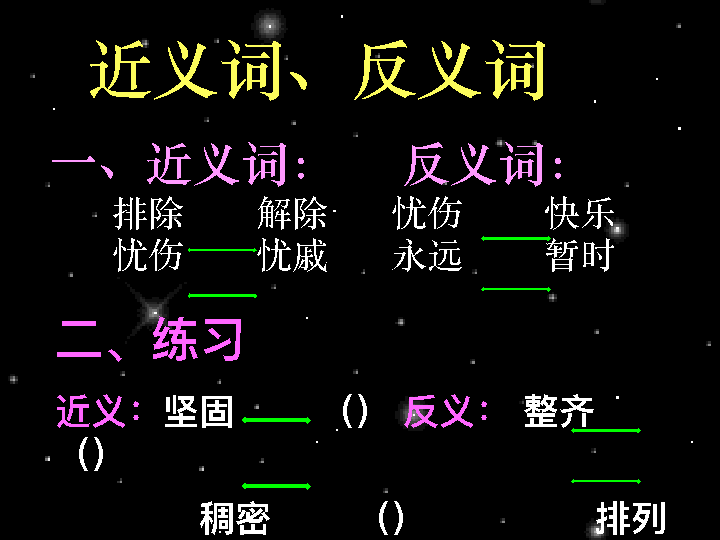 近义词、反义词
一、近义词： 反义词：
排除 解除 忧伤 快乐
忧伤 忧戚 永远 暂时
二、练习
近义：坚固 () 反义： 整齐
()
稠密 () 排列